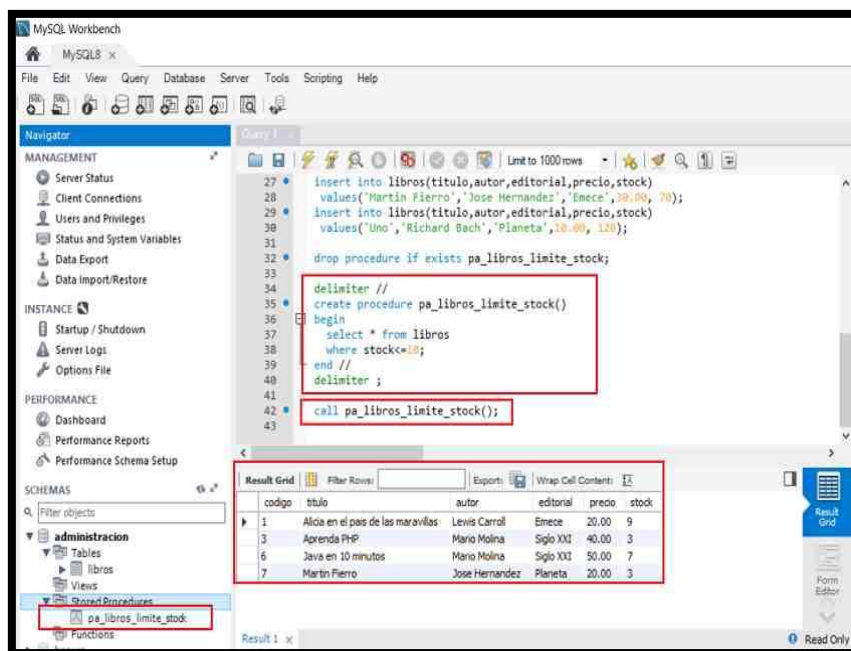 MySQL Workbench
MySQL8 ×
File Edit View Query Database Server Tools Scripting Help
Navigator
Query 1 ×
MANAGEMENT
Server Status
Client Connections
Users and Privileges
Status and System Variables
Data Export
Data Import/Restore
INSTANCE
Startup / Shutdown
Server Logs
Options File
PERFORMANCE
Dashboard
Performance Reports
Performance Schema Setup
SCHEMAS
Filter objects
administracion
Tables
libros
Views
Stored Procedures
pa_libros_limite_stock
Functions
Limit to 1000 rows
27 insert into libros(titulo,autor,editorial,precio,stock)
28 values('Martin Fierro','Jose Hernandez','Emece',30.00, 70);
29 insert into libros(titulo,autor,editorial,precio,stock)
30 values('Uno','Richard Bach','Planeta',10.00, 120);
31
32 drop procedure if exists pa_libros_limite_stock;
33
34 delimiter //
35 create procedure pa_libros_limite_stock()
36 begin
37 select * from libros
38 where stock<=10;
39 end //
40 delimiter ;
41
42 call pa_libros_limite_stock();
43
Result Grid Filter Rows: Export: Wrap Cell Content:
codigo titulo autor editorial precio stock
1 Alicia en el pais de las maravillas Lewis Carroll Emece 20.00 9
3 Aprenda PHP Mario Molina Siglo XXI 40.00 3
6 Java en 10 minutos Mario Molina Siglo XXI 50.00 7
7 Martin Fierro Jose Hernandez Planeta 20.00 3
Result Grid
Form Editor
Result 1 ×
Read Only